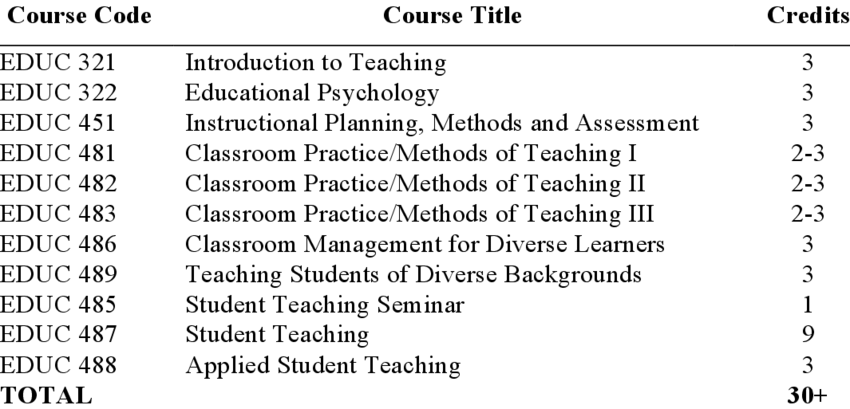 Course Code Course Title Credits
EDUC 321 Introduction to Teaching 3
EDUC 322 Educational Psychology 3
EDUC 451 Instructional Planning, Methods and Assessment 3
EDUC 481 Classroom Practice/Methods of Teaching I 2-3
EDUC 482 Classroom Practice/Methods of Teaching II 2-3
EDUC 483 Classroom Practice/Methods of Teaching III 2-3
EDUC 486 Classroom Management for Diverse Learners 3
EDUC 489 Teaching Students of Diverse Backgrounds 3
EDUC 485 Student Teaching Seminar 1
EDUC 487 Student Teaching 9
EDUC 488 Applied Student Teaching 3
TOTAL 30+